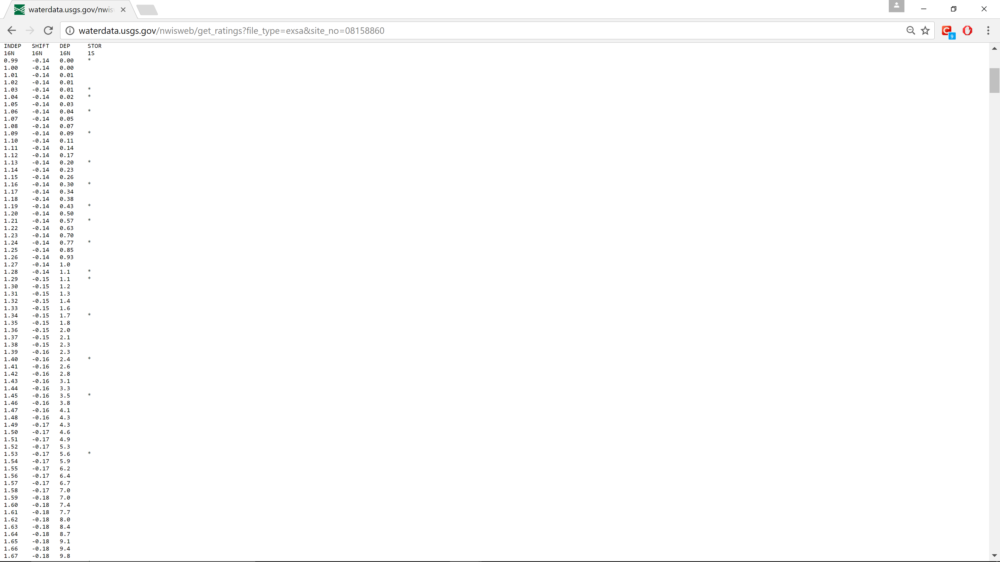 waterdata.usgs.gov/nwis
waterdata.usgs.gov/nwisweb/get_ratings?file_type=exsa&site_no=08158860
9
INDEP SHIFT DEP STOR
16N 16N 16N 1S
0.99 -0.14 0.00 *
1.00 -0.14 0.00
1.01 -0.14 0.01
1.02 -0.14 0.01
1.03 -0.14 0.01 *
1.04 -0.14 0.02 *
1.05 -0.14 0.03
1.06 -0.14 0.04 *
1.07 -0.14 0.05
1.08 -0.14 0.07
1.09 -0.14 0.09 *
1.10 -0.14 0.11
1.11 -0.14 0.14
1.12 -0.14 0.17
1.13 -0.14 0.20 *
1.14 -0.14 0.23
1.15 -0.14 0.26
1.16 -0.14 0.30 *
1.17 -0.14 0.34
1.18 -0.14 0.38
1.19 -0.14 0.43 *
1.20 -0.14 0.50
1.21 -0.14 0.57 *
1.22 -0.14 0.63
1.23 -0.14 0.70
1.24 -0.14 0.77 *
1.25 -0.14 0.85
1.26 -0.14 0.93
1.27 -0.14 1.0
1.28 -0.14 1.1 *
1.29 -0.15 1.1 *
1.30 -0.15 1.2
1.31 -0.15 1.3
1.32 -0.15 1.4
1.33 -0.15 1.6
1.34 -0.15 1.7 *
1.35 -0.15 1.8
1.36 -0.15 2.0
1.37 -0.15 2.1
1.38 -0.15 2.3
1.39 -0.16 2.3
1.40 -0.16 2.4 *
1.41 -0.16 2.6
1.42 -0.16 2.8
1.43 -0.16 3.1
1.44 -0.16 3.3
1.45 -0.16 3.5 *
1.46 -0.16 3.8
1.47 -0.16 4.1
1.48 -0.16 4.3
1.49 -0.17 4.3
1.50 -0.17 4.6
1.51 -0.17 4.9
1.52 -0.17 5.3
1.53 -0.17 5.6 *
1.54 -0.17 5.9
1.55 -0.17 6.2
1.56 -0.17 6.4
1.57 -0.17 6.7
1.58 -0.17 7.0
1.59 -0.18 7.0
1.60 -0.18 7.4
1.61 -0.18 7.7
1.62 -0.18 8.0
1.63 -0.18 8.4
1.64 -0.18 8.7
1.65 -0.18 9.1
1.66 -0.18 9.4
1.67 -0.18 9.8